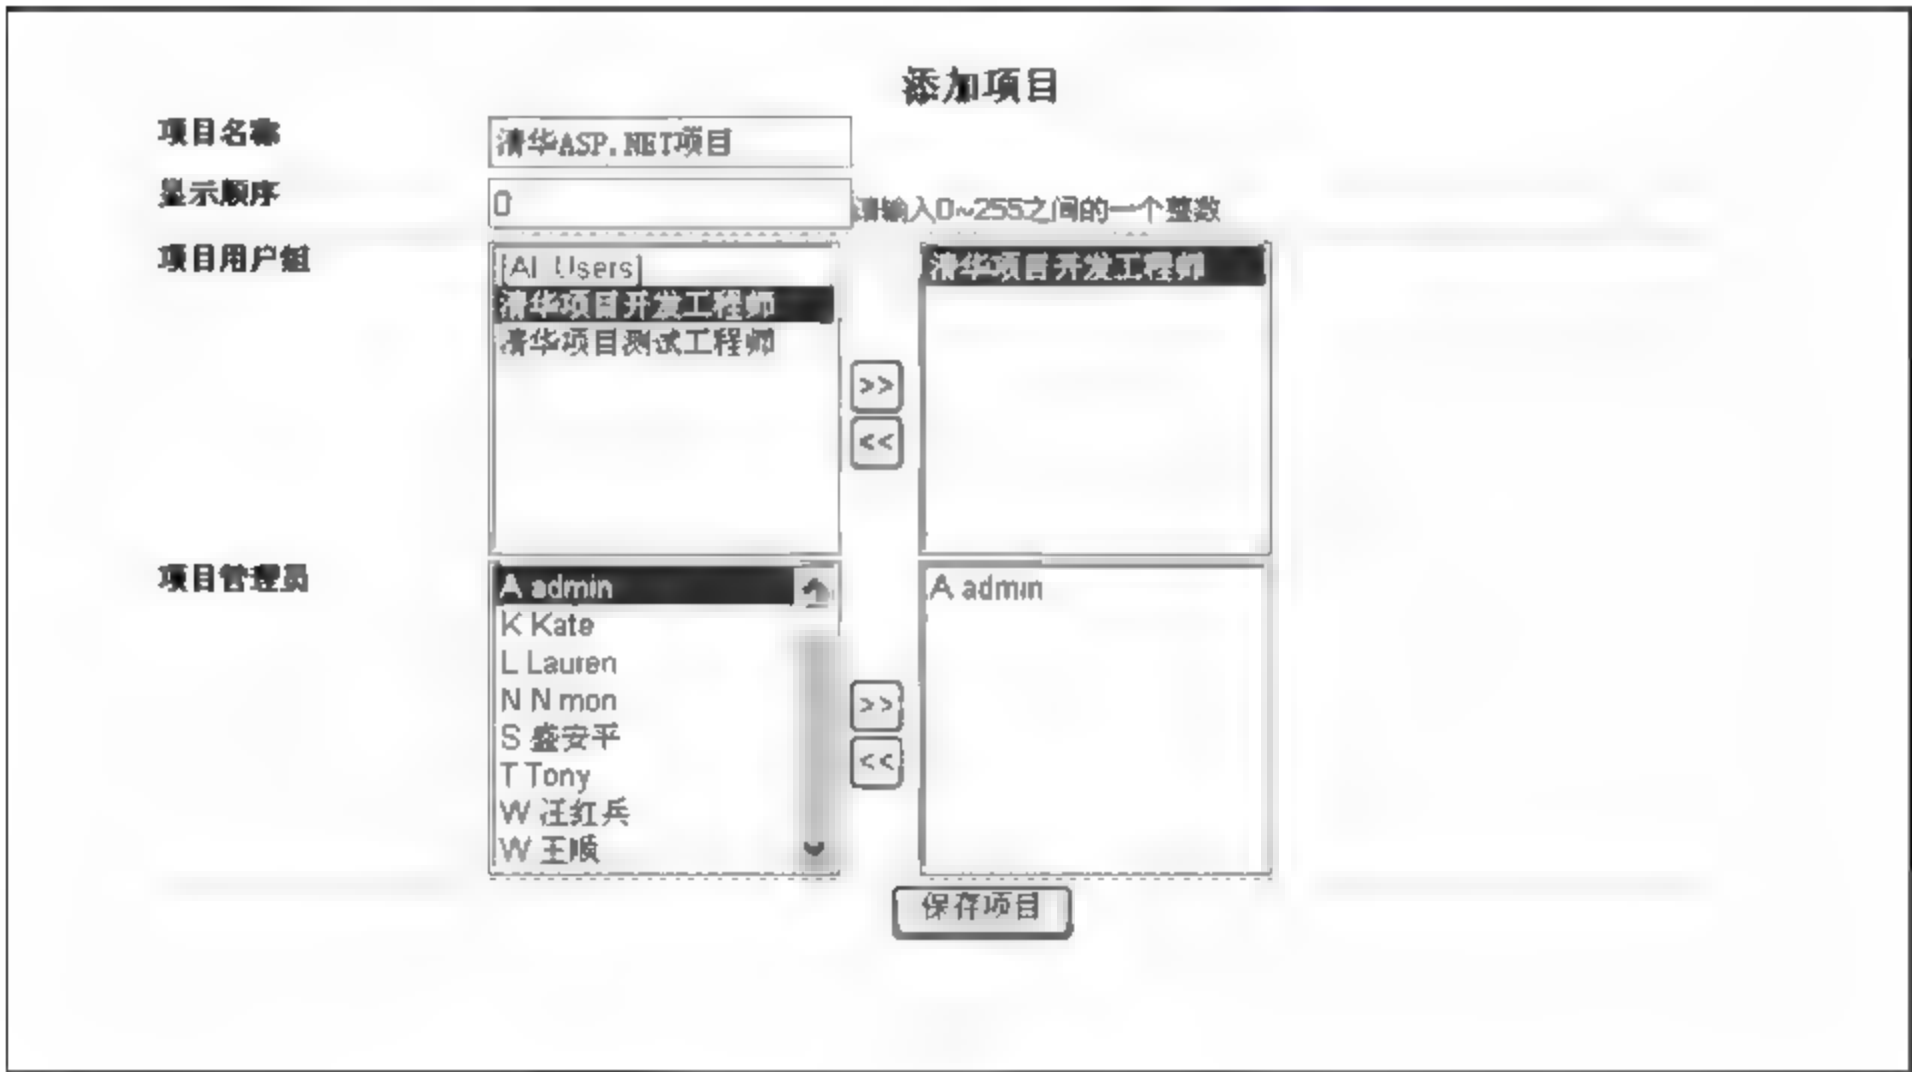 添加项目
项目名称
清华ASP.NET项目
显示顺序
0
请输入0~255之间的一个整数
项目用户组
[All Users]
清华项目开发工程师
清华项目测试工程师
清华项目开发工程师
>>
<<
项目管理员
A admin
K Kate
L Lauren
N N mon
S 盛安平
T Tony
W 汪红兵
W 王顺
A admin
>>
<<
保存项目